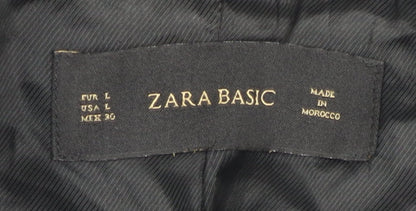 EUR L
USA L
MEX 30
ZARA BASIC
MADE
IN
MOROCCO